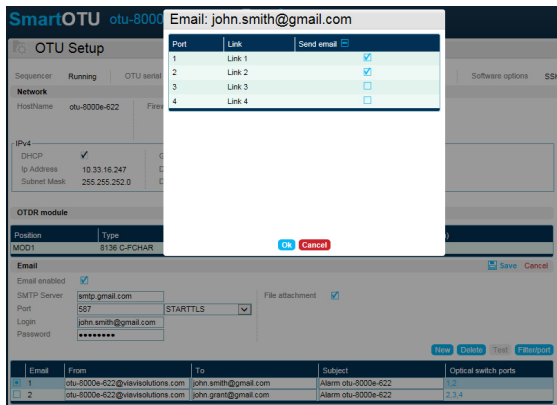 SmartOTU otu-8000
Email: john.smith@gmail.com
OTU Setup
Port Link Send email
1 Link 1
2 Link 2
3 Link 3
4 Link 4
Sequencer Running OTU serial Software options SSH
Network
HostName otu-8000e-622 Firew
IPv4
DHCP
Ip Address 10.33.16.247
Subnet Mask 255.255.252.0
OTDR module
Position Type
MOD1 8136 C-FCHAR
Ok Cancel
Email Save Cancel
Email enabled
SMTP Server smtp.gmail.com File attachment
Port 587 STARTTLS
Login john.smith@gmail.com
Password ••••••••
New Delete Test Filter/port
Email From To Subject Optical switch ports
1 otu-8000e-622@viavisolutions.com john.smith@gmail.com Alarm otu-8000e-622 1,2
2 otu-8000e-622@viavisolutions.com john.grant@gmail.com Alarm otu-8000e-622 2,3,4